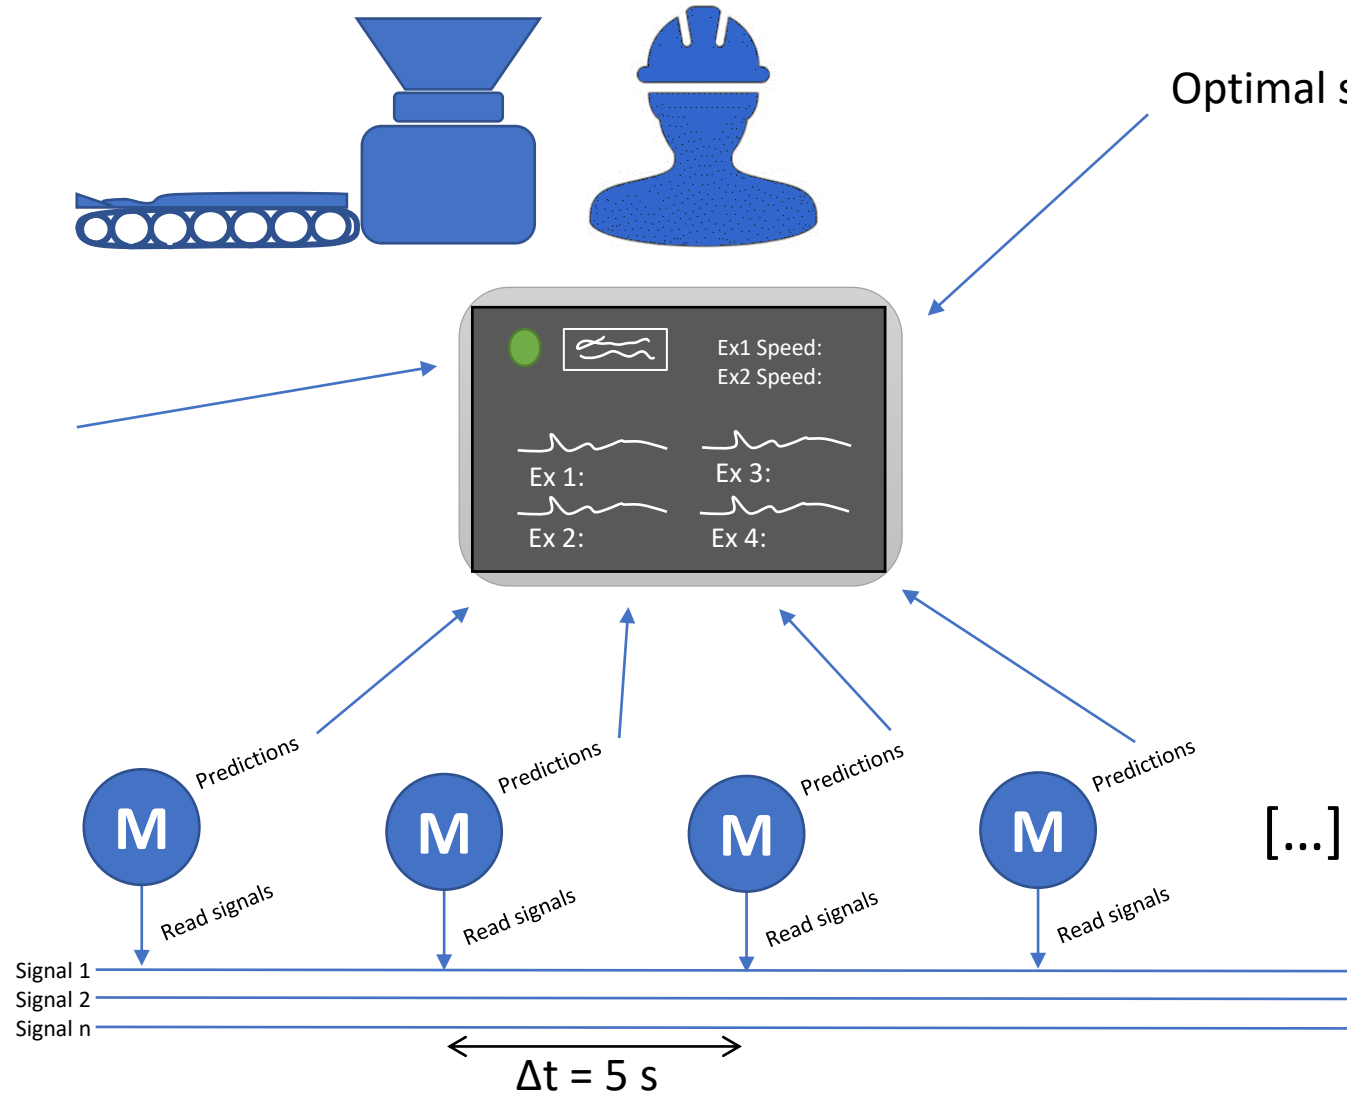 Optimal s
Ex1 Speed:
Ex2 Speed:
Ex 1:
Ex 3:
Ex 2:
Ex 4:
Predictions
Predictions
Predictions
Predictions
M
M
M
M
[...]
Read signals
Read signals
Read signals
Read signals
Signal 1
Signal 2
Signal n
Δt = 5 s